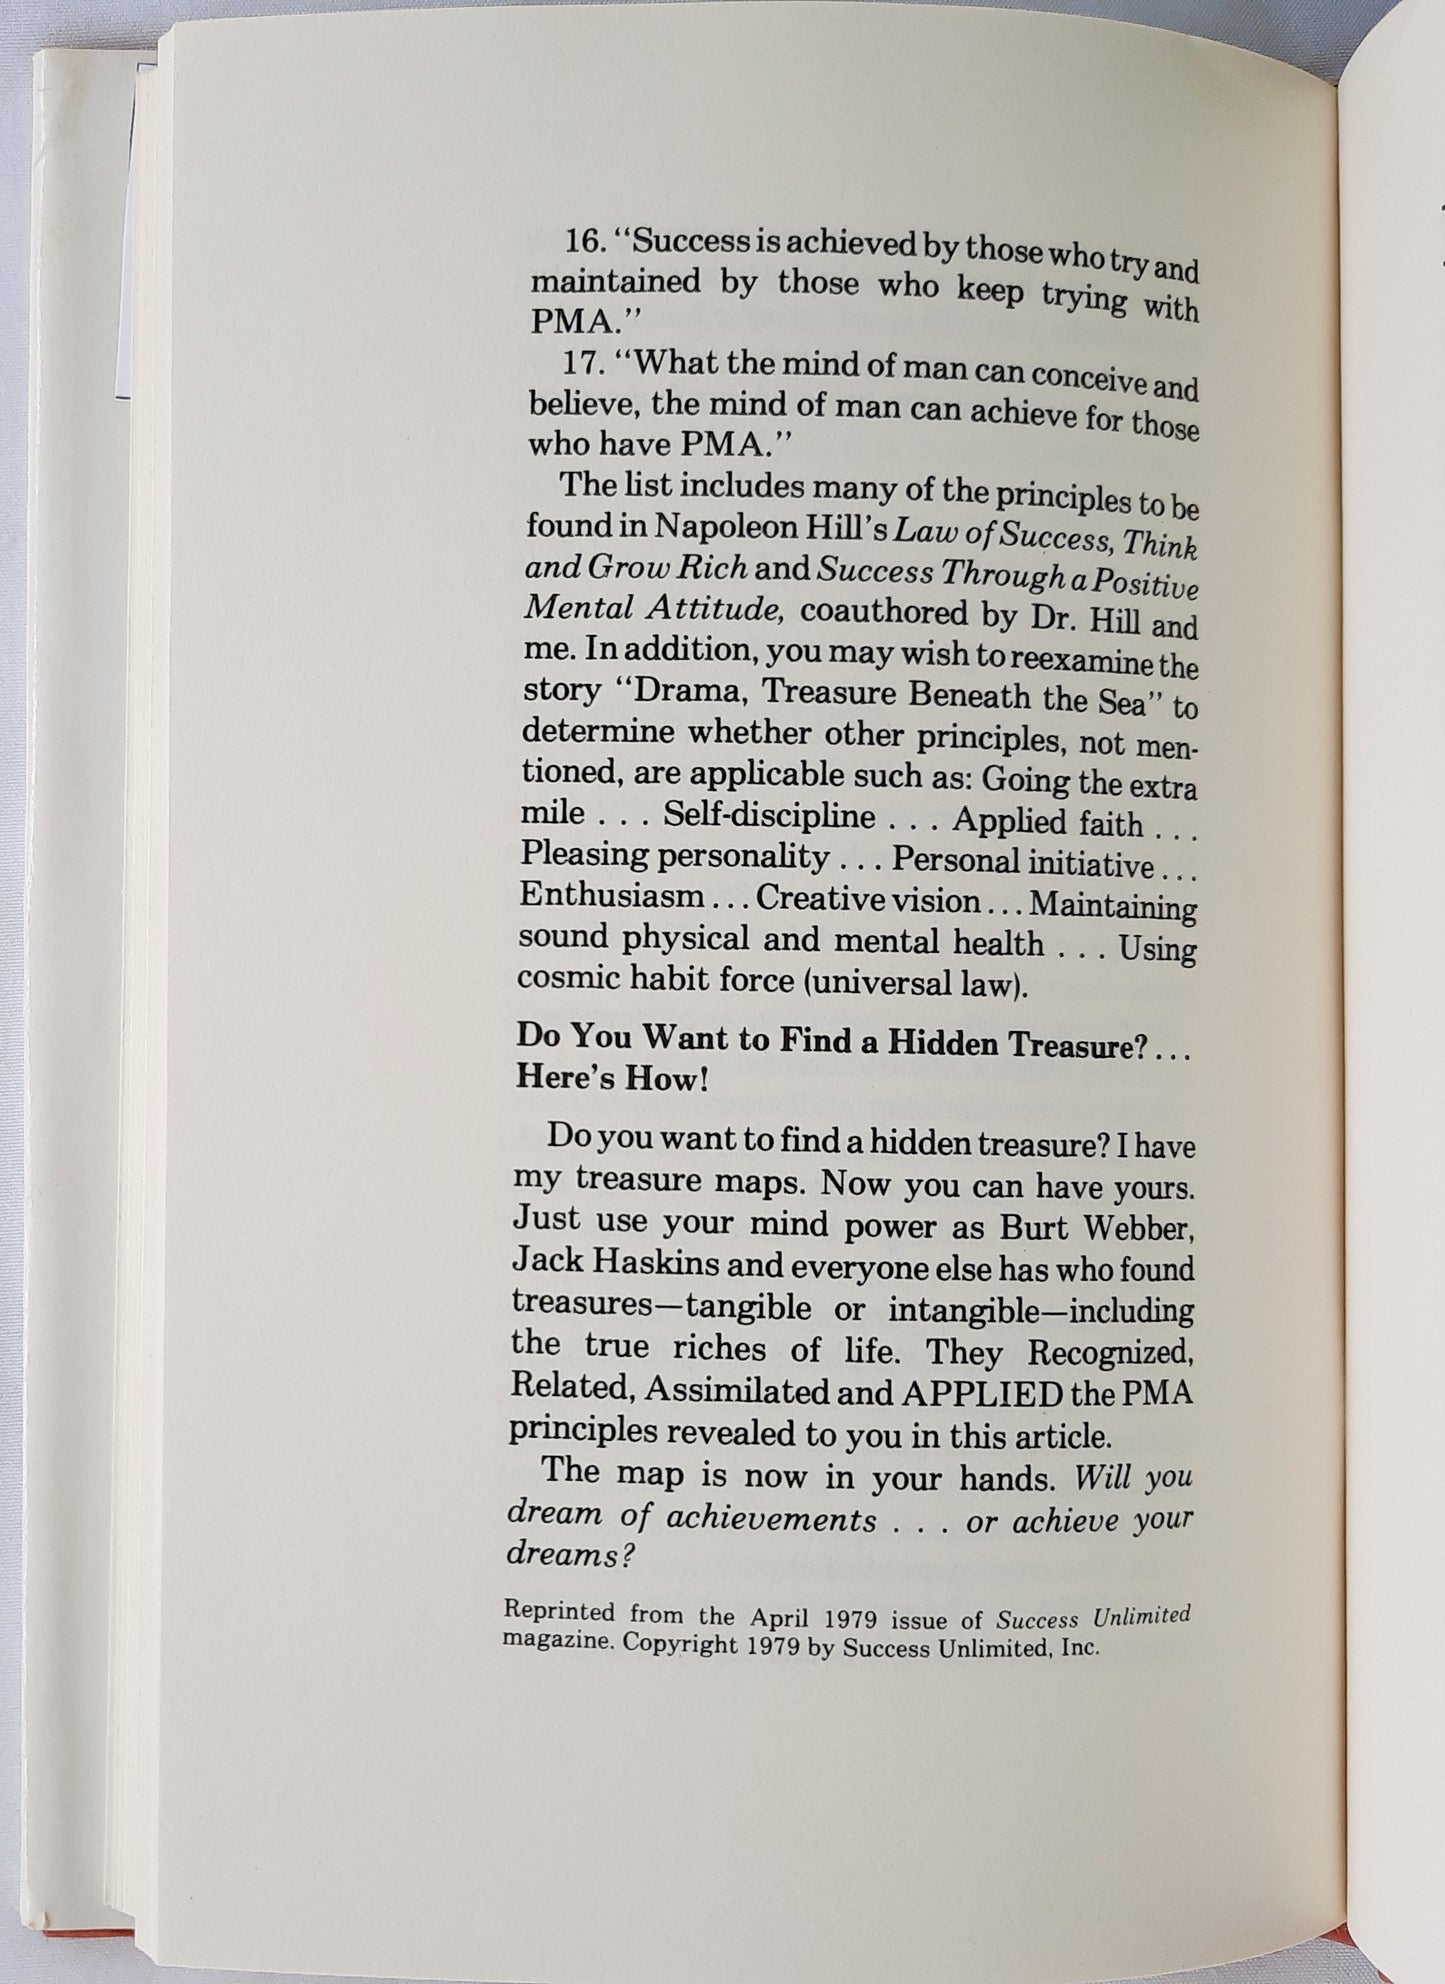 16. ‘‘Success is achieved by those who try and
maintained by those who keep trying with
PMA.’’
17. ‘‘What the mind of man can conceive and
believe, the mind of man can achieve for those
who have PMA.’’
The list includes many of the principles to be
found in Napoleon Hill’s Law of Success, Think
and Grow Rich and Success Through a Positive
Mental Attitude, coauthored by Dr. Hill and
me. In addition, you may wish to reexamine the
story ‘‘Drama, Treasure Beneath the Sea’’ to
determine whether other principles, not men-
tioned, are applicable such as: Going the extra
mile . . . Self-discipline . . . Applied faith . . .
Pleasing personality . . . Personal initiative . . .
Enthusiasm . . . Creative vision . . . Maintaining
sound physical and mental health . . . Using
cosmic habit force (universal law).
Do You Want to Find a Hidden Treasure? . . .
Here’s How!
Do you want to find a hidden treasure? I have
my treasure maps. Now you can have yours.
Just use your mind power as Burt Webber,
Jack Haskins and everyone else has who found
treasures—tangible or intangible—including
the true riches of life. They Recognized,
Related, Assimilated and APPLIED the PMA
principles revealed to you in this article.
The map is now in your hands. Will you
dream of achievements . . . or achieve your
dreams?
Reprinted from the April 1979 issue of Success Unlimited
magazine. Copyright 1979 by Success Unlimited, Inc.